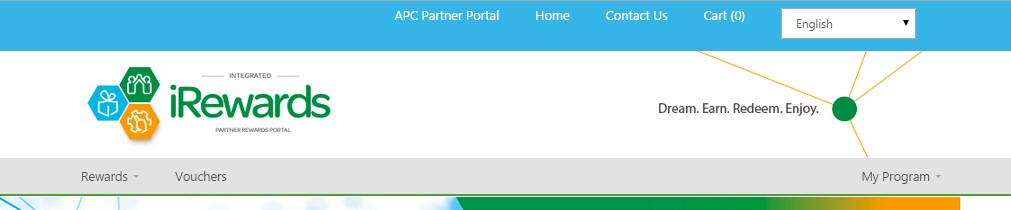 APC Partner Portal Home Contact Us Cart (0) English
INTEGRATED
iRewards
PARTNER REWARDS PORTAL
Dream. Earn. Redeem. Enjoy.
Rewards Vouchers My Program